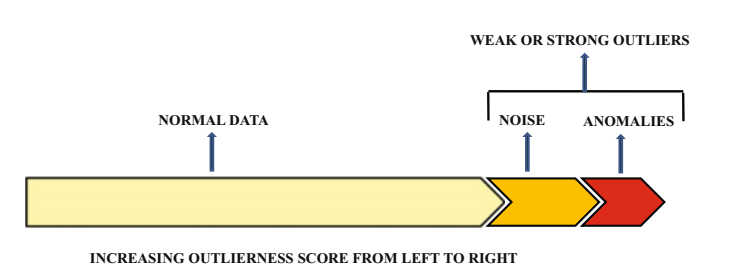 WEAK OR STRONG OUTLIERS
NORMAL DATA
NOISE
ANOMALIES
INCREASING OUTLIERNESS SCORE FROM LEFT TO RIGHT